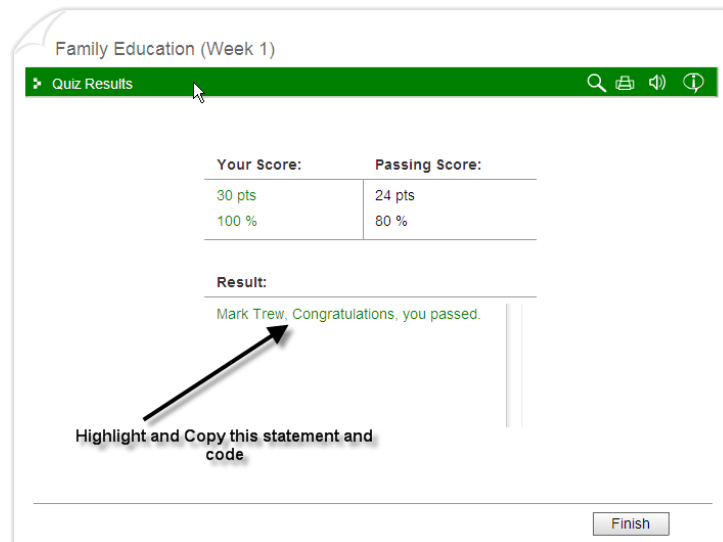 Family Education (Week 1)
Quiz Results
Your Score: Passing Score:
30 pts 24 pts
100 % 80 %
Result:
Mark Trew, Congratulations, you passed.
Highlight and Copy this statement and
code
Finish